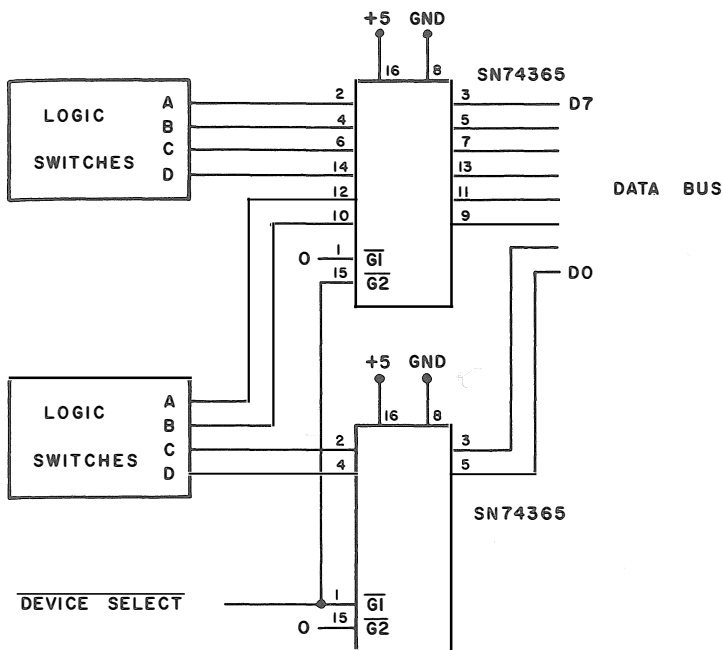 +5 GND
16 8 SN74365
LOGIC SWITCHES
A 2 3 D7
B 4 5
C 6 7
D 14 13
12 11
10 9
DATA BUS
0 1 G1
15 G2
D0
+5 GND
16 8
LOGIC SWITCHES
A
B
C 2 3
D 4 5
SN74365
DEVICE SELECT 1 G1
0 15 G2